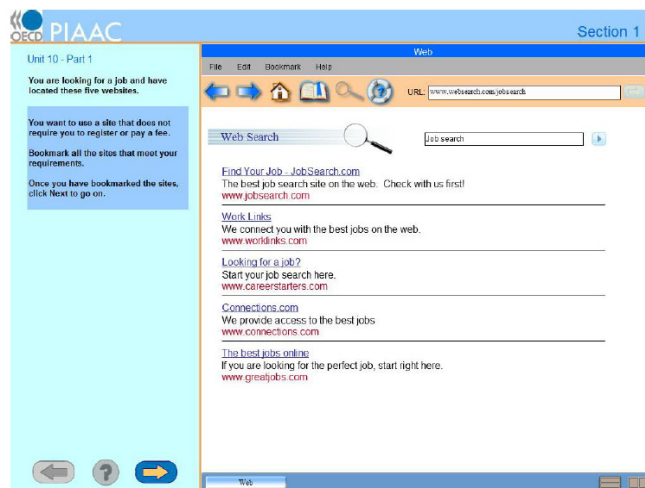 OECD PIAAC
Section 1
Unit 10 - Part 1
You are looking for a job and have
located these five websites.
You want to use a site that does not
require you to register or pay a fee.
Bookmark all the sites that meet your
requirements.
Once you have bookmarked the sites,
click Next to go on.
Web
File Edit Bookmark Help
URL: www.websearch.com/jobsearch
Web Search
Job search
Find Your Job - JobSearch.com
The best job search site on the web. Check with us first!
www.jobsearch.com
Work Links
We connect you with the best jobs on the web.
www.worklinks.com
Looking for a job?
Start your job search here.
www.careerstarters.com
Connections.com
We provide access to the best jobs
www.connections.com
The best jobs online
If you are looking for the perfect job, start right here.
www.greatjobs.com
?
Web